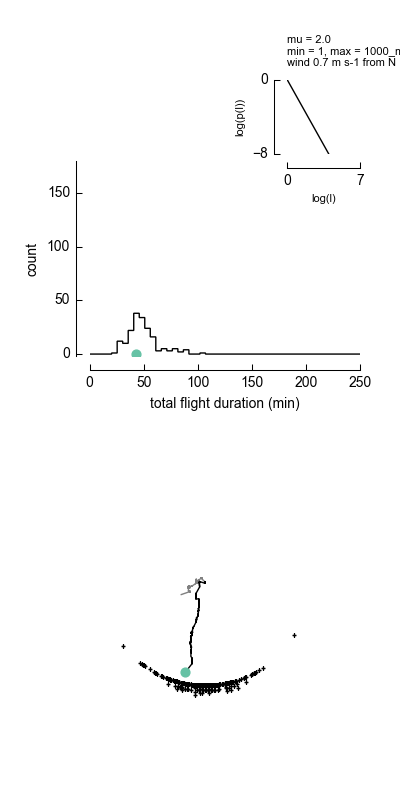 mu = 2.0
min = 1, max = 1000_m
wind 0.7 m s-1 from N
log(p(l))
0
−8
0 7
log(l)
count
150
100
50
0
0 50 100 150 200 250
total flight duration (min)